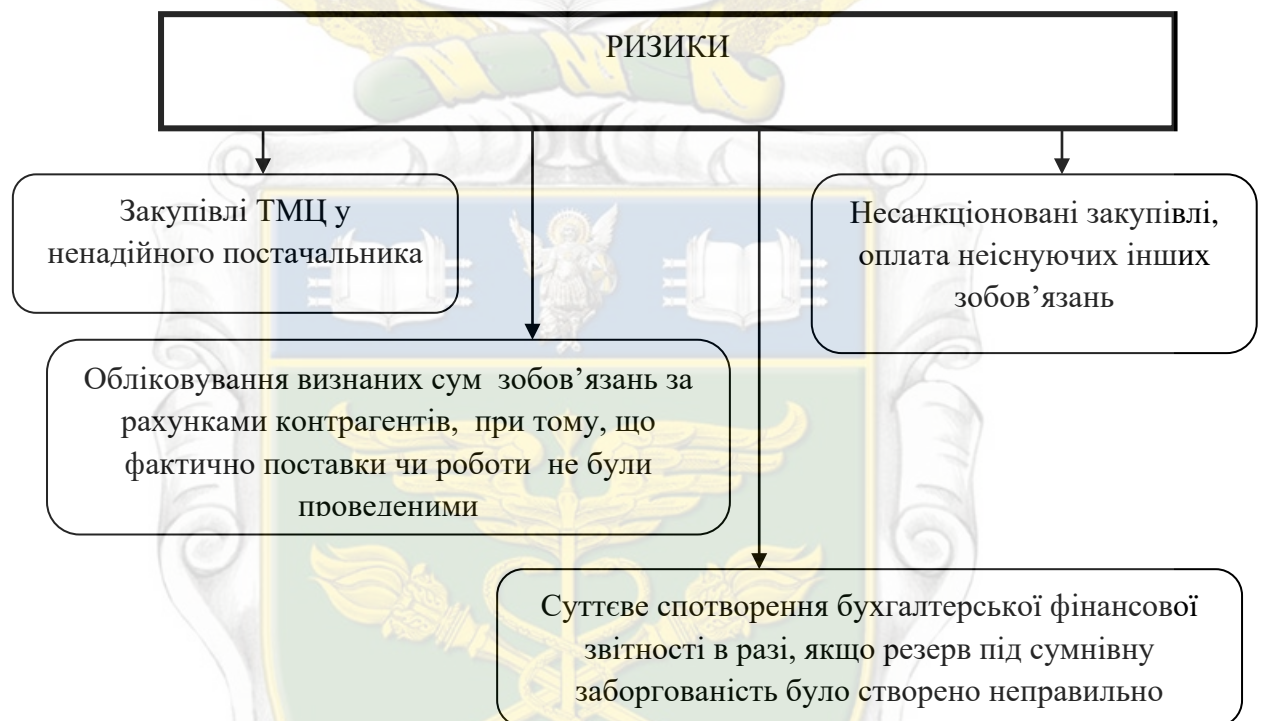 РИЗИКИ
Закупівлі ТМЦ у
ненадійного постачальника
Несанкціоновані закупівлі,
оплата неіснуючих інших
зобов’язань
Обліковування визнаних сум зобов’язань за
рахунками контрагентів, при тому, що
фактично поставки чи роботи не були
проведеними
Суттєве спотворення бухгалтерської фінансової
звітності в разі, якщо резерв під сумнівну
заборгованість було створено неправильно